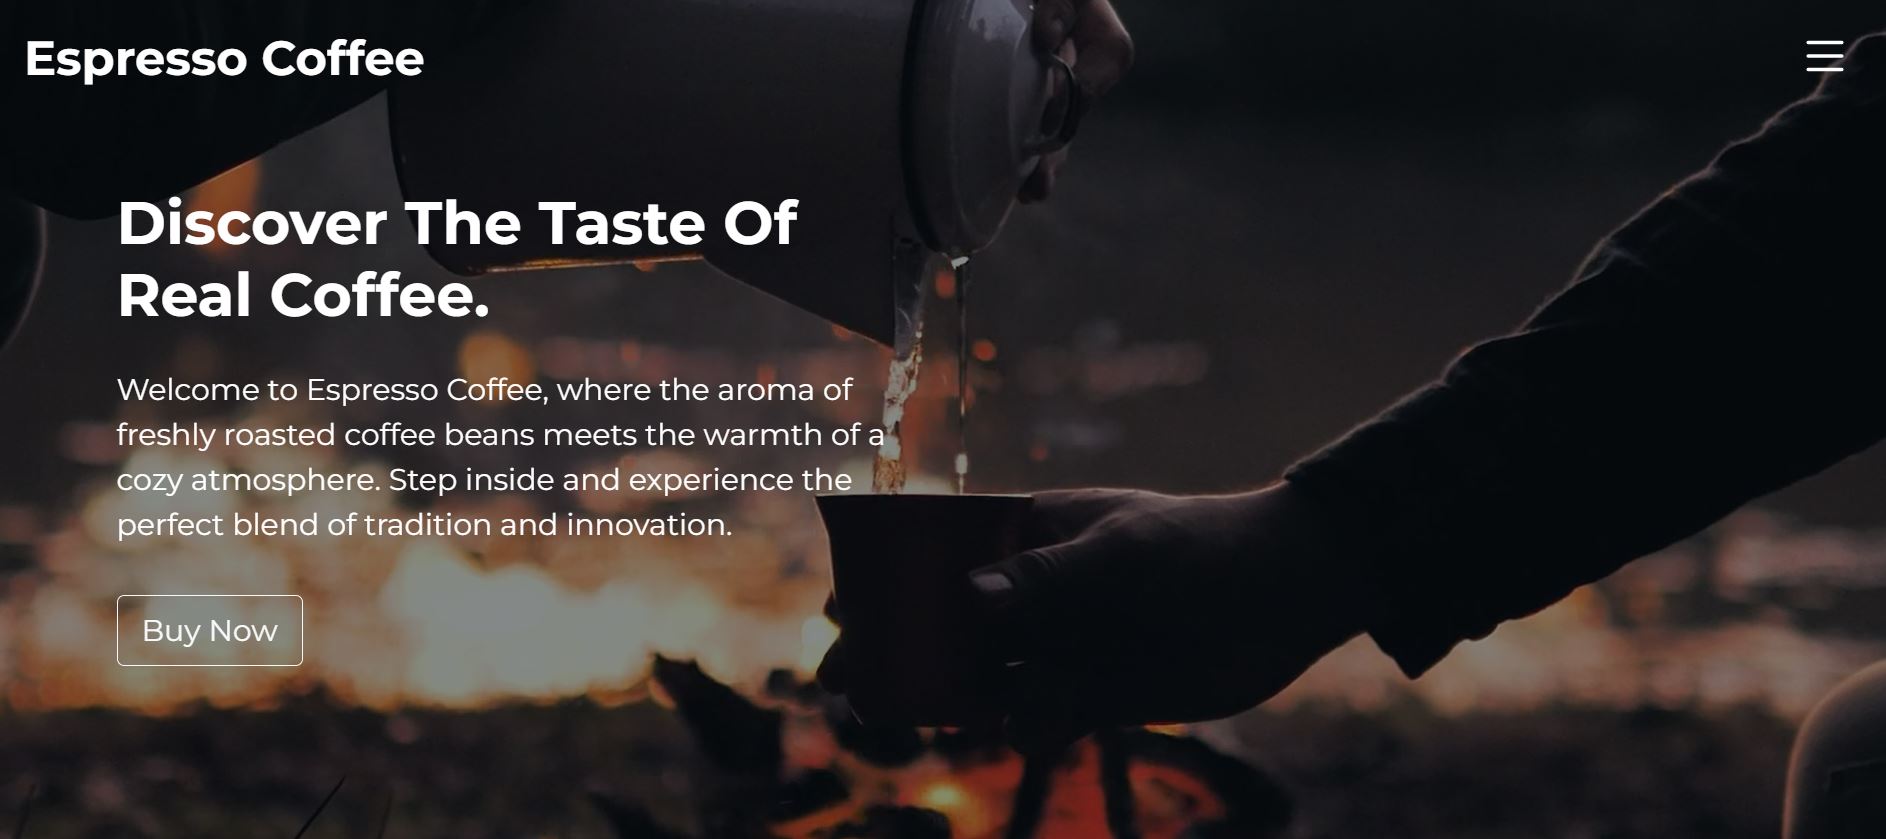 Espresso Coffee
Discover The Taste Of
Real Coffee.
Welcome to Espresso Coffee, where the aroma of
freshly roasted coffee beans meets the warmth of a
cozy atmosphere. Step inside and experience the
perfect blend of tradition and innovation.
Buy Now